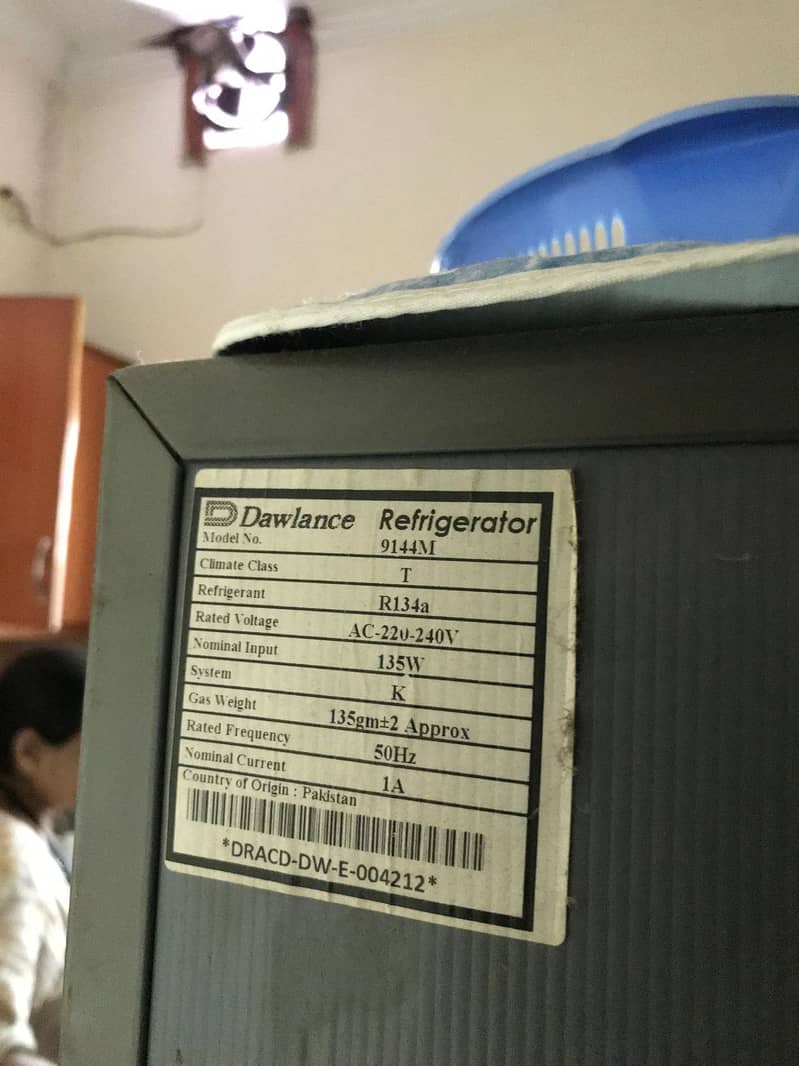 Dawlance Refrigerator
Model No. 9144M
Climate Class T
Refrigerant R134a
Rated Voltage AC-220-240V
Nominal Input 135W
System K
Gas Weight 135gm±2 Approx
Rated Frequency 50Hz
Nominal Current 1A
Country of Origin : Pakistan
*DRACD-DW-E-004212*